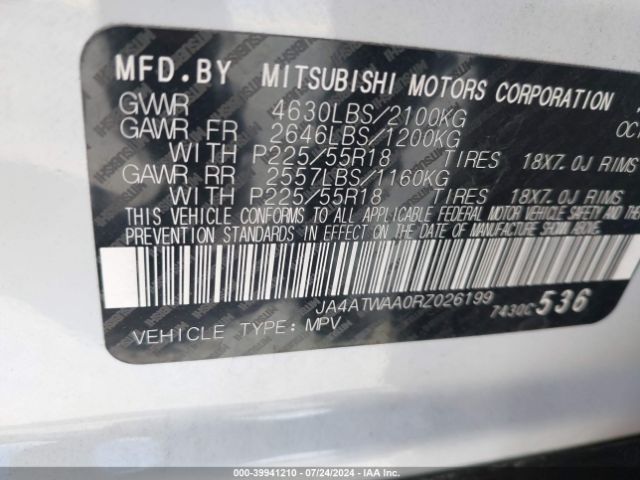 MFD.BY MITSUBISHI MOTORS CORPORATION
GVWR 4630LBS/2100KG OC
GAWR FR 2646LBS/1200KG
WITH P225/55R18 TIRES 18X7.0J RIMS
GAWR RR 2557LBS/1160KG
WITH P225/55R18 TIRES 18X7.0J RIMS
THIS VEHICLE CONFORMS TO ALL APPLICABLE FEDERAL MOTOR VEHICLE SAFETY AND
PREVENTION STANDARDS IN EFFECT ON THE DATE OF MANUFACTURE SHOWN ABOVE.
JA4ATWAA0RZ026199
VEHICLE TYPE: MPV 7430C 536
000-39941210 - 07/24/2024 - IAA Inc.